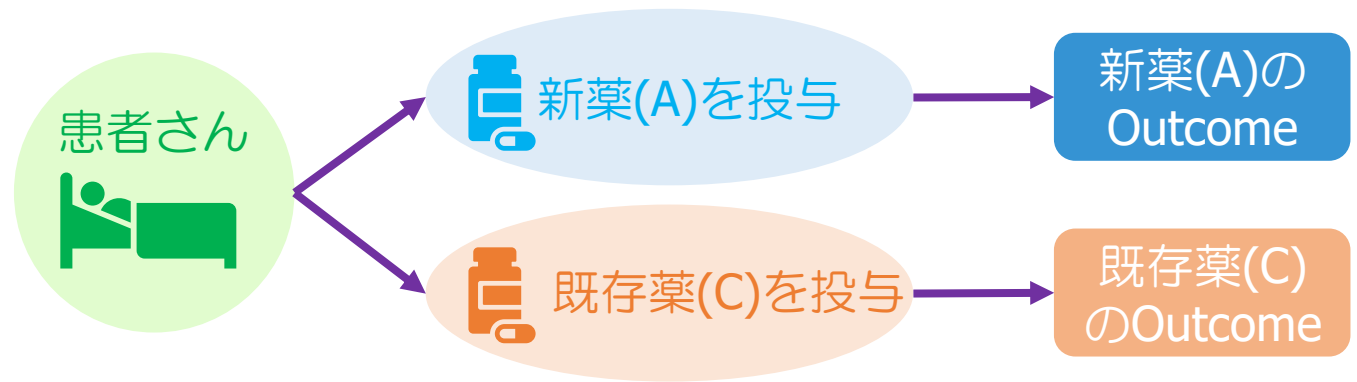 患者さん
新薬(A)を投与
新薬(A)の
Outcome
既存薬(C)を投与
既存薬(C)
のOutcome